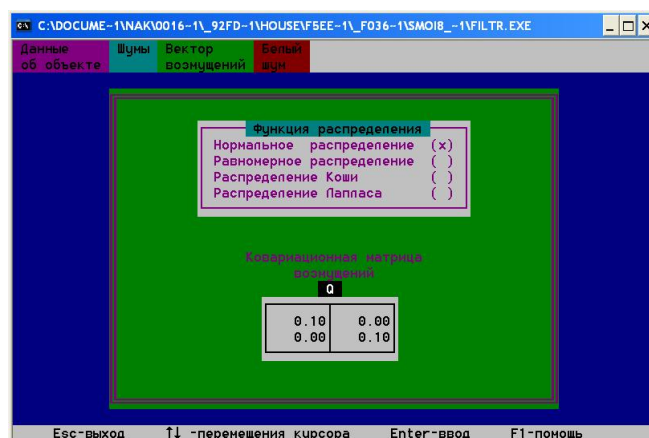 C:\DOCUME~1\NAK\0016~1\_92FD~1\HOUSE\F5EE~1\_F036~1\SMOI8_~1\FILTR.EXE
Данные Шумы Вектор Белый
об объекте возмущений шум
Функция распределения
Нормальное распределение (x)
Равномерное распределение ( )
Распределение Коши ( )
Распределение Лапласа ( )
Ковариационная матрица
возмущений
Q
0.10 0.00
0.00 0.10
Esc-выход ↑↓ -перемещения курсора Enter-ввод F1-помощь